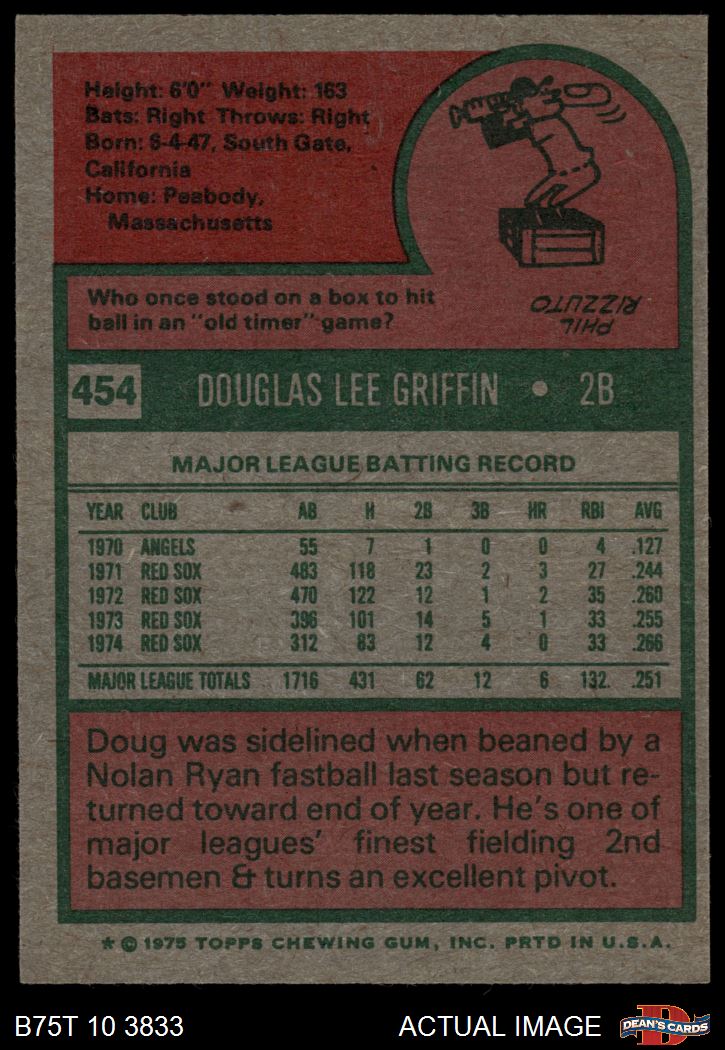 Height: 6'0" Weight: 163
Bats: Right Throws: Right
Born: 6-4-47, South Gate,
California
Home: Peabody,
Massachusetts
Who once stood on a box to hit
ball in an "old timer" game?
PHIL
RIZZUTO
454 DOUGLAS LEE GRIFFIN • 2B
MAJOR LEAGUE BATTING RECORD
YEAR CLUB AB H 2B 3B HR RBI AVG
1970 ANGELS 55 7 1 0 0 4 .127
1971 RED SOX 483 118 23 2 3 27 .244
1972 RED SOX 470 122 12 1 2 35 .260
1973 RED SOX 396 101 14 5 1 33 .255
1974 RED SOX 312 83 12 4 0 33 .266
MAJOR LEAGUE TOTALS 1716 431 62 12 6 132. .251
Doug was sidelined when beaned by a
Nolan Ryan fastball last season but re-
turned toward end of year. He's one of
major leagues' finest fielding 2nd
basemen & turns an excellent pivot.
* © 1975 TOPPS CHEWING GUM, INC. PRTD IN U.S.A.
B75T 10 3833 ACTUAL IMAGE D DEAN'S CARDS